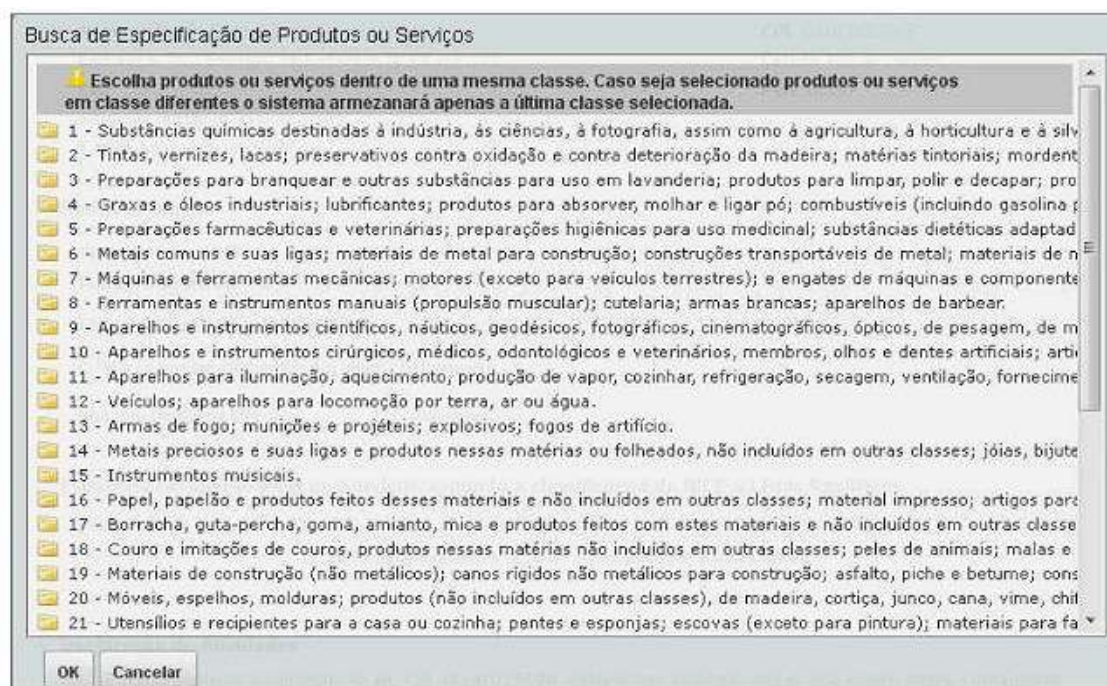 Busca de Especificação de Produtos ou Serviços
Escolha produtos ou serviços dentro de uma mesma classe. Caso seja selecionado produtos ou serviços
em classe diferentes o sistema armezanará apenas a última classe selecionada.
1 - Substâncias químicas destinadas à indústria, às ciências, à fotografia, assim como à agricultura, à horticultura e à silv
2 - Tintas, vernizes, lacas; preservativos contra oxidação e contra deterioração da madeira; matérias tintoriais; mordent
3 - Preparações para branquear e outras substâncias para uso em lavanderia; produtos para limpar, polir e decapar; pro
4 - Graxas e óleos industriais; lubrificantes; produtos para absorver, molhar e ligar pó; combustíveis (incluindo gasolina p
5 - Preparações farmacêuticas e veterinárias; preparações higiênicas para uso medicinal; substâncias dietéticas adaptad
6 - Metais comuns e suas ligas; materiais de metal para construção; construções transportáveis de metal; materiais de n
7 - Máquinas e ferramentas mecânicas; motores (exceto para veículos terrestres); e engates de máquinas e componente
8 - Ferramentas e instrumentos manuais (propulsão muscular); cutelaria; armas brancas; aparelhos de barbear.
9 - Aparelhos e instrumentos científicos, náuticos, geodésicos, fotográficos, cinematográficos, ópticos, de pesagem, de m
10 - Aparelhos e instrumentos cirúrgicos, médicos, odontológicos e veterinários, membros, olhos e dentes artificiais; artig
11 - Aparelhos para iluminação, aquecimento, produção de vapor, cozinhar, refrigeração, secagem, ventilação, fornecime
12 - Veículos; aparelhos para locomoção por terra, ar ou água.
13 - Armas de fogo; munições e projéteis; explosivos; fogos de artifício.
14 - Metais preciosos e suas ligas e produtos nessas matérias ou folheados, não incluídos em outras classes; jóias, bijute
15 - Instrumentos musicais.
16 - Papel, papelão e produtos feitos desses materiais e não incluídos em outras classes; material impresso; artigos para
17 - Borracha, guta-percha, goma, amianto, mica e produtos feitos com estes materiais e não incluídos em outras classe
18 - Couro e imitações de couros, produtos nessas matérias não incluídos em outras classes; peles de animais; malas e
19 - Materiais de construção (não metálicos); canos rígidos não metálicos para construção; asfalto, piche e betume; cons
20 - Móveis, espelhos, molduras; produtos (não incluídos em outras classes), de madeira, cortiça, junco, cana, vime, chif
21 - Utensílios e recipientes para a casa ou cozinha; pentes e esponjas; escovas (exceto para pintura); materiais para fa
OK Cancelar